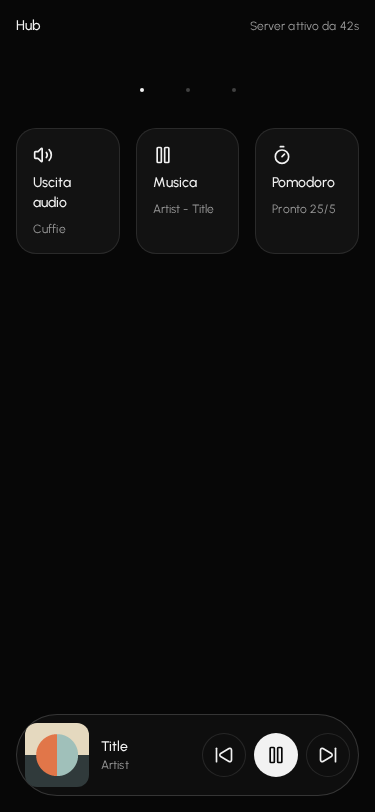 Hub
Server attivo da 42s
Uscita
audio
Cuffie
Musica
Artist - Title
Pomodoro
Pronto 25/5
Title
Artist